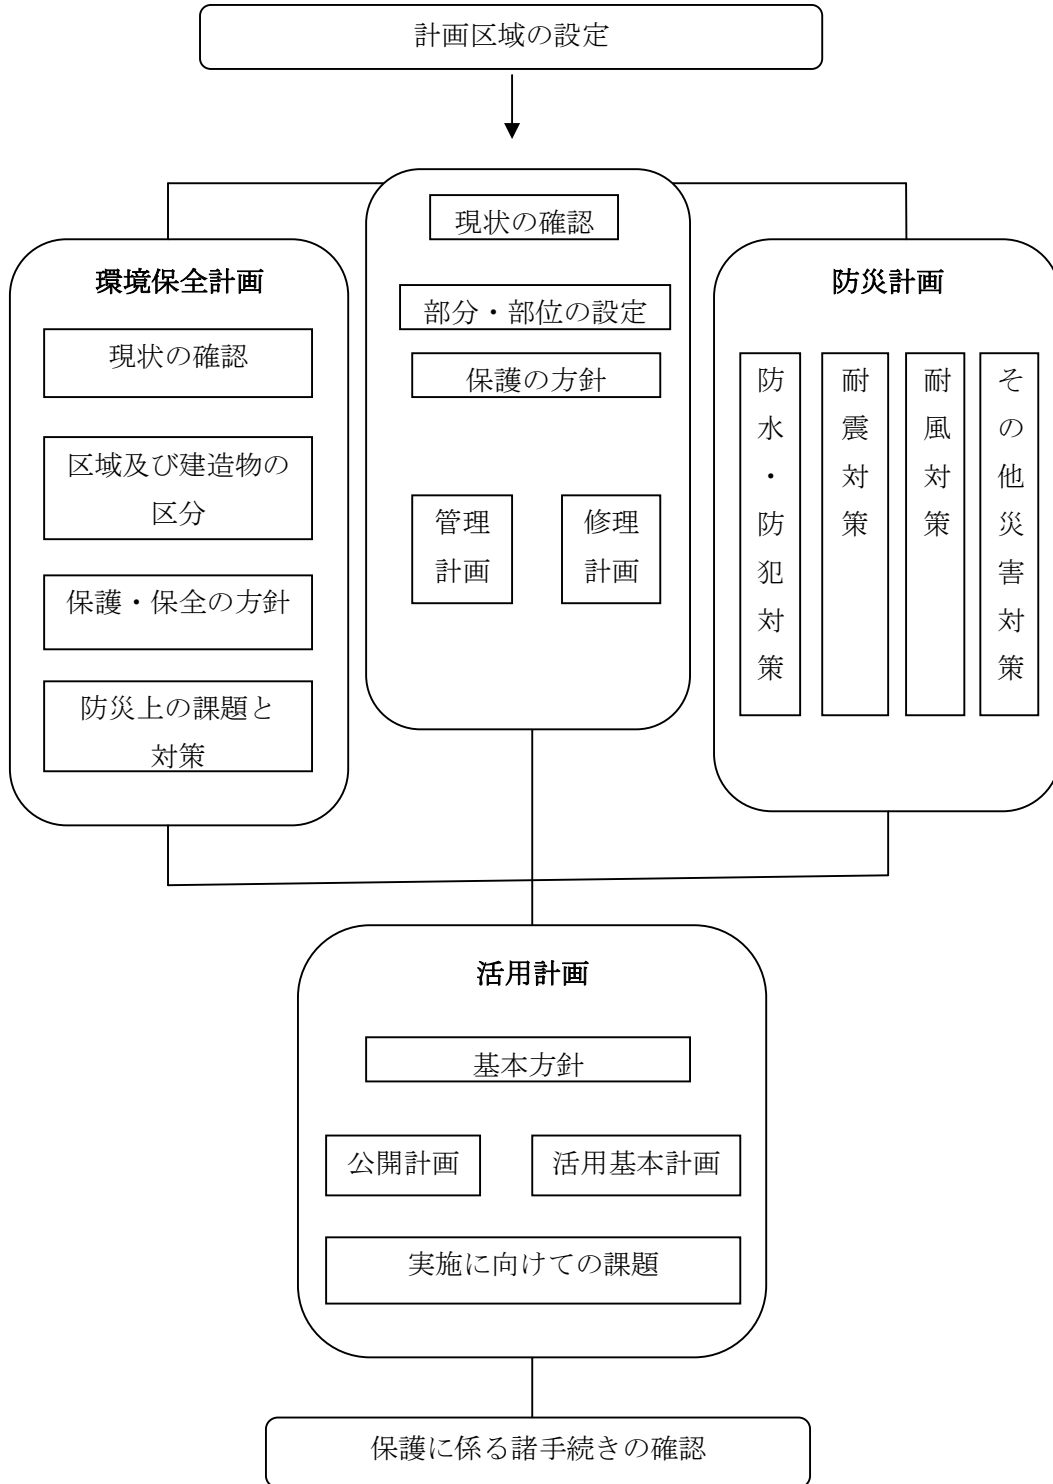 計画区域の設定
環境保全計画
現状の確認
区域及び建造物の
区分
保護・保全の方針
防災上の課題と
対策
現状の確認
部分・部位の設定
保護の方針
管理
計画
修理
計画
防災計画
防水・防犯対策
耐震対策
耐風対策
その他災害対策
活用計画
基本方針
公開計画
活用基本計画
実施に向けての課題
保護に係る諸手続きの確認